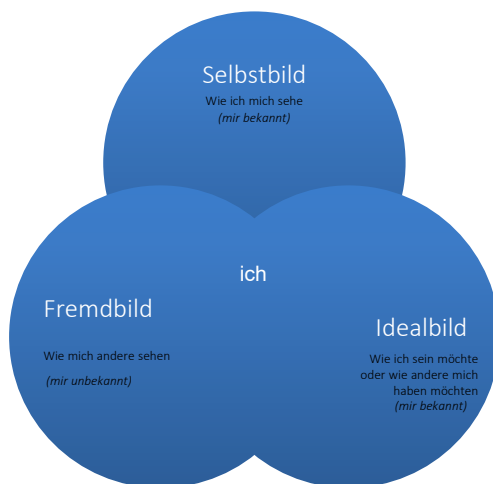 Selbstbild
Wie ich mich sehe
(mir bekannt)
ich
Fremdbild
Wie mich andere sehen
(mir unbekannt)
Idealbild
Wie ich sein möchte
oder wie andere mich
haben möchten
(mir bekannt)